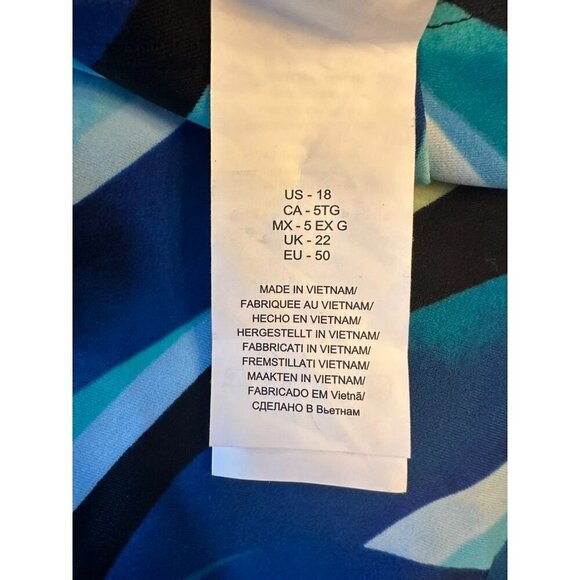 US - 18
CA - 5TG
MX - 5 EX G
UK - 22
EU - 50
MADE IN VIETNAM/
FABRIQUEE AU VIETNAM/
HECHO EN VIETNAM/
HERGESTELLT IN VIETNAM/
FABBRICATI IN VIETNAM/
FREMSTILLATI VIETNAM/
MAAKTEN IN VIETNAM/
FABRICADO EM Vietnã/
СДЕЛАНО В Вьетнам